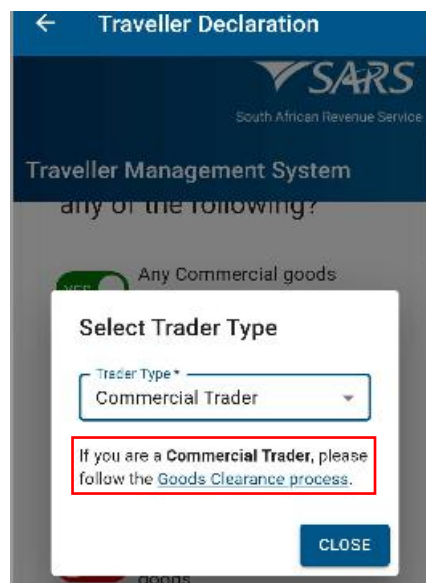 Traveller Declaration
SARS
South African Revenue Service
Traveller Management System
any of the following?
Any Commercial goods
YES
Select Trader Type
Trader Type *
Commercial Trader
If you are a Commercial Trader, please
follow the Goods Clearance process.
CLOSE
goods